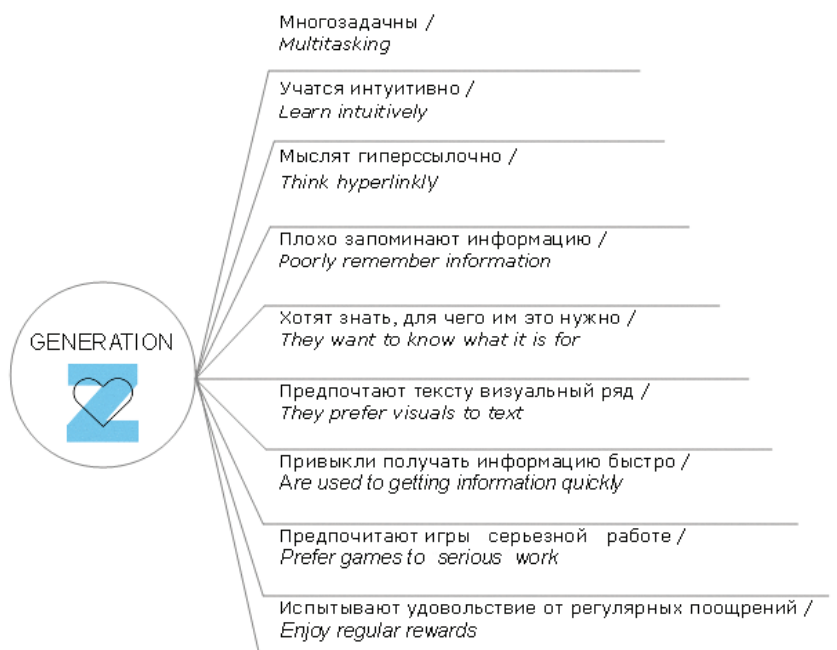 Многозадачны /
Multitasking
Учатся интуитивно /
Learn intuitively
Мыслят гиперссылочно /
Think hyperlinkly
Плохо запоминают информацию /
Poorly remember information
Хотят знать, для чего им это нужно /
They want to know what it is for
GENERATION
Z
Предпочтают тексту визуальный ряд /
They prefer visuals to text
Привыкли получать информацию быстро /
Are used to getting information quickly
Предпочитают игры серьезной работе /
Prefer games to serious work
Испытывают удовольствие от регулярных поощрений /
Enjoy regular rewards